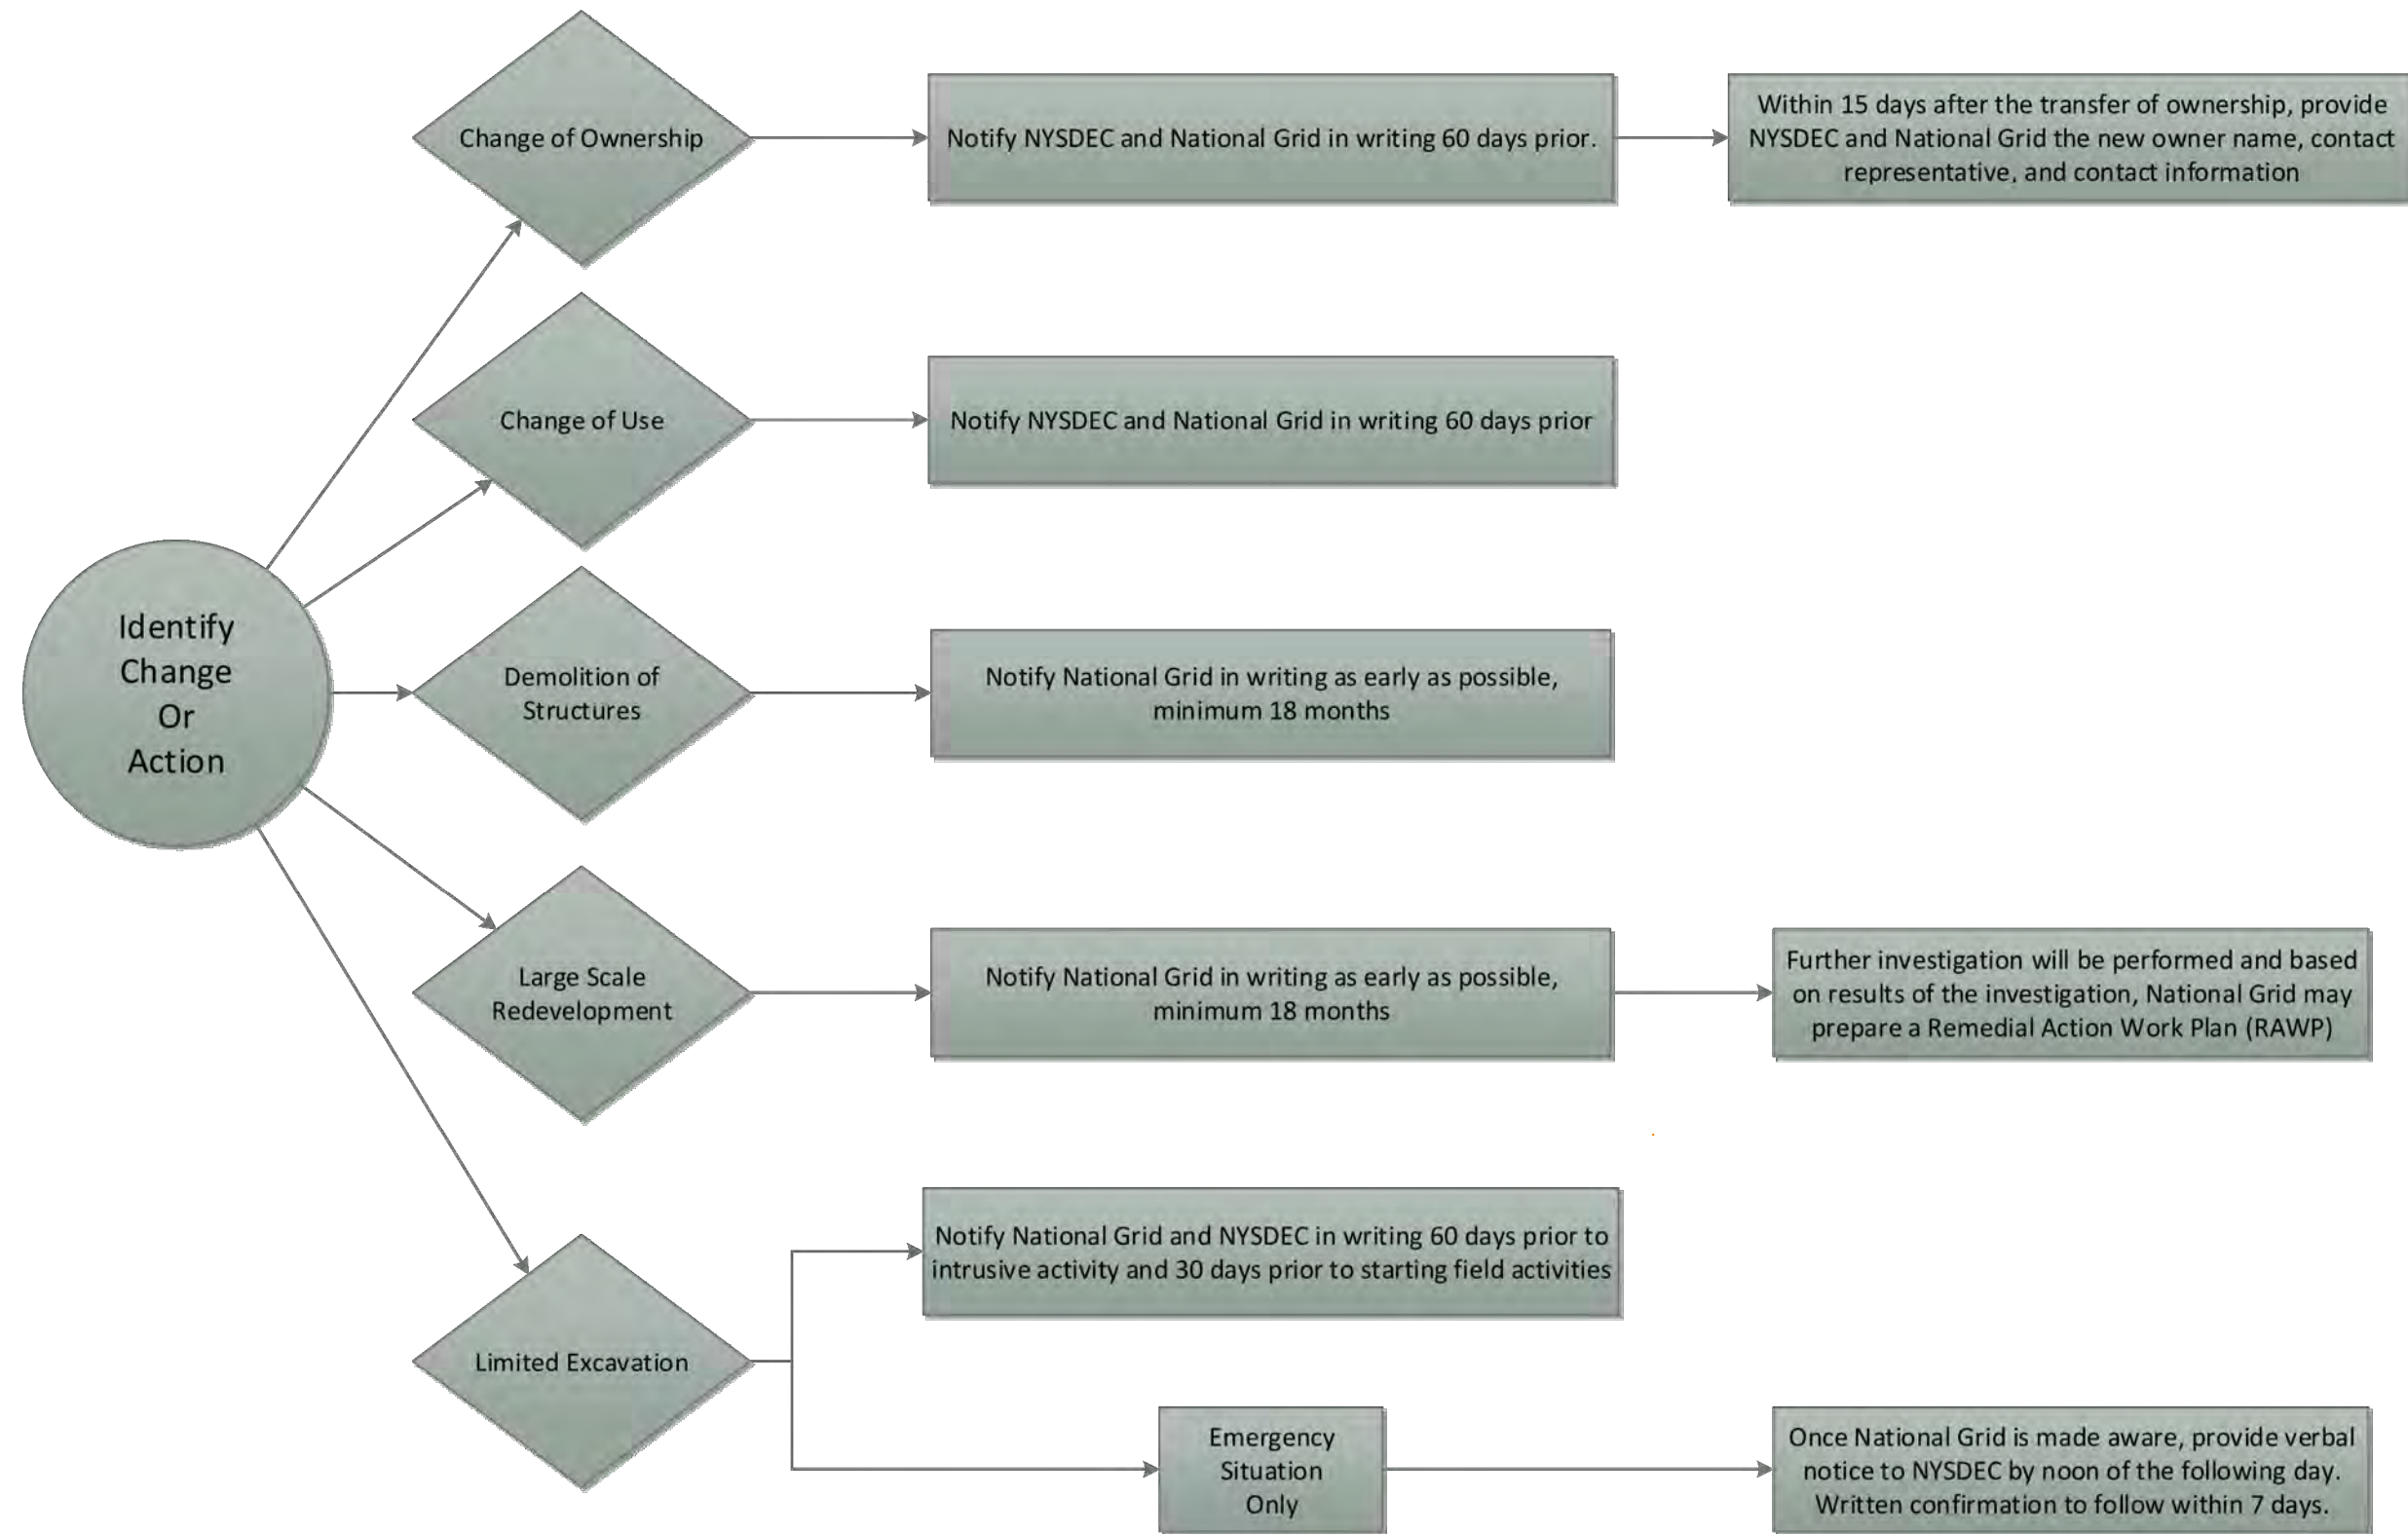 Change of Ownership
Notify NYSDEC and National Grid in writing 60 days prior.
Within 15 days after the transfer of ownership, provide
NYSDEC and National Grid the new owner name, contact
representative, and contact information
Change of Use
Notify NYSDEC and National Grid in writing 60 days prior
Identify
Change
Or
Action
Demolition of
Structures
Notify National Grid in writing as early as possible,
minimum 18 months
Large Scale
Redevelopment
Notify National Grid in writing as early as possible,
minimum 18 months
Further investigation will be performed and based
on results of the investigation, National Grid may
prepare a Remedial Action Work Plan (RAWP)
Limited Excavation
Notify National Grid and NYSDEC in writing 60 days prior to
intrusive activity and 30 days prior to starting field activities
Emergency
Situation
Only
Once National Grid is made aware, provide verbal
notice to NYSDEC by noon of the following day.
Written confirmation to follow within 7 days.